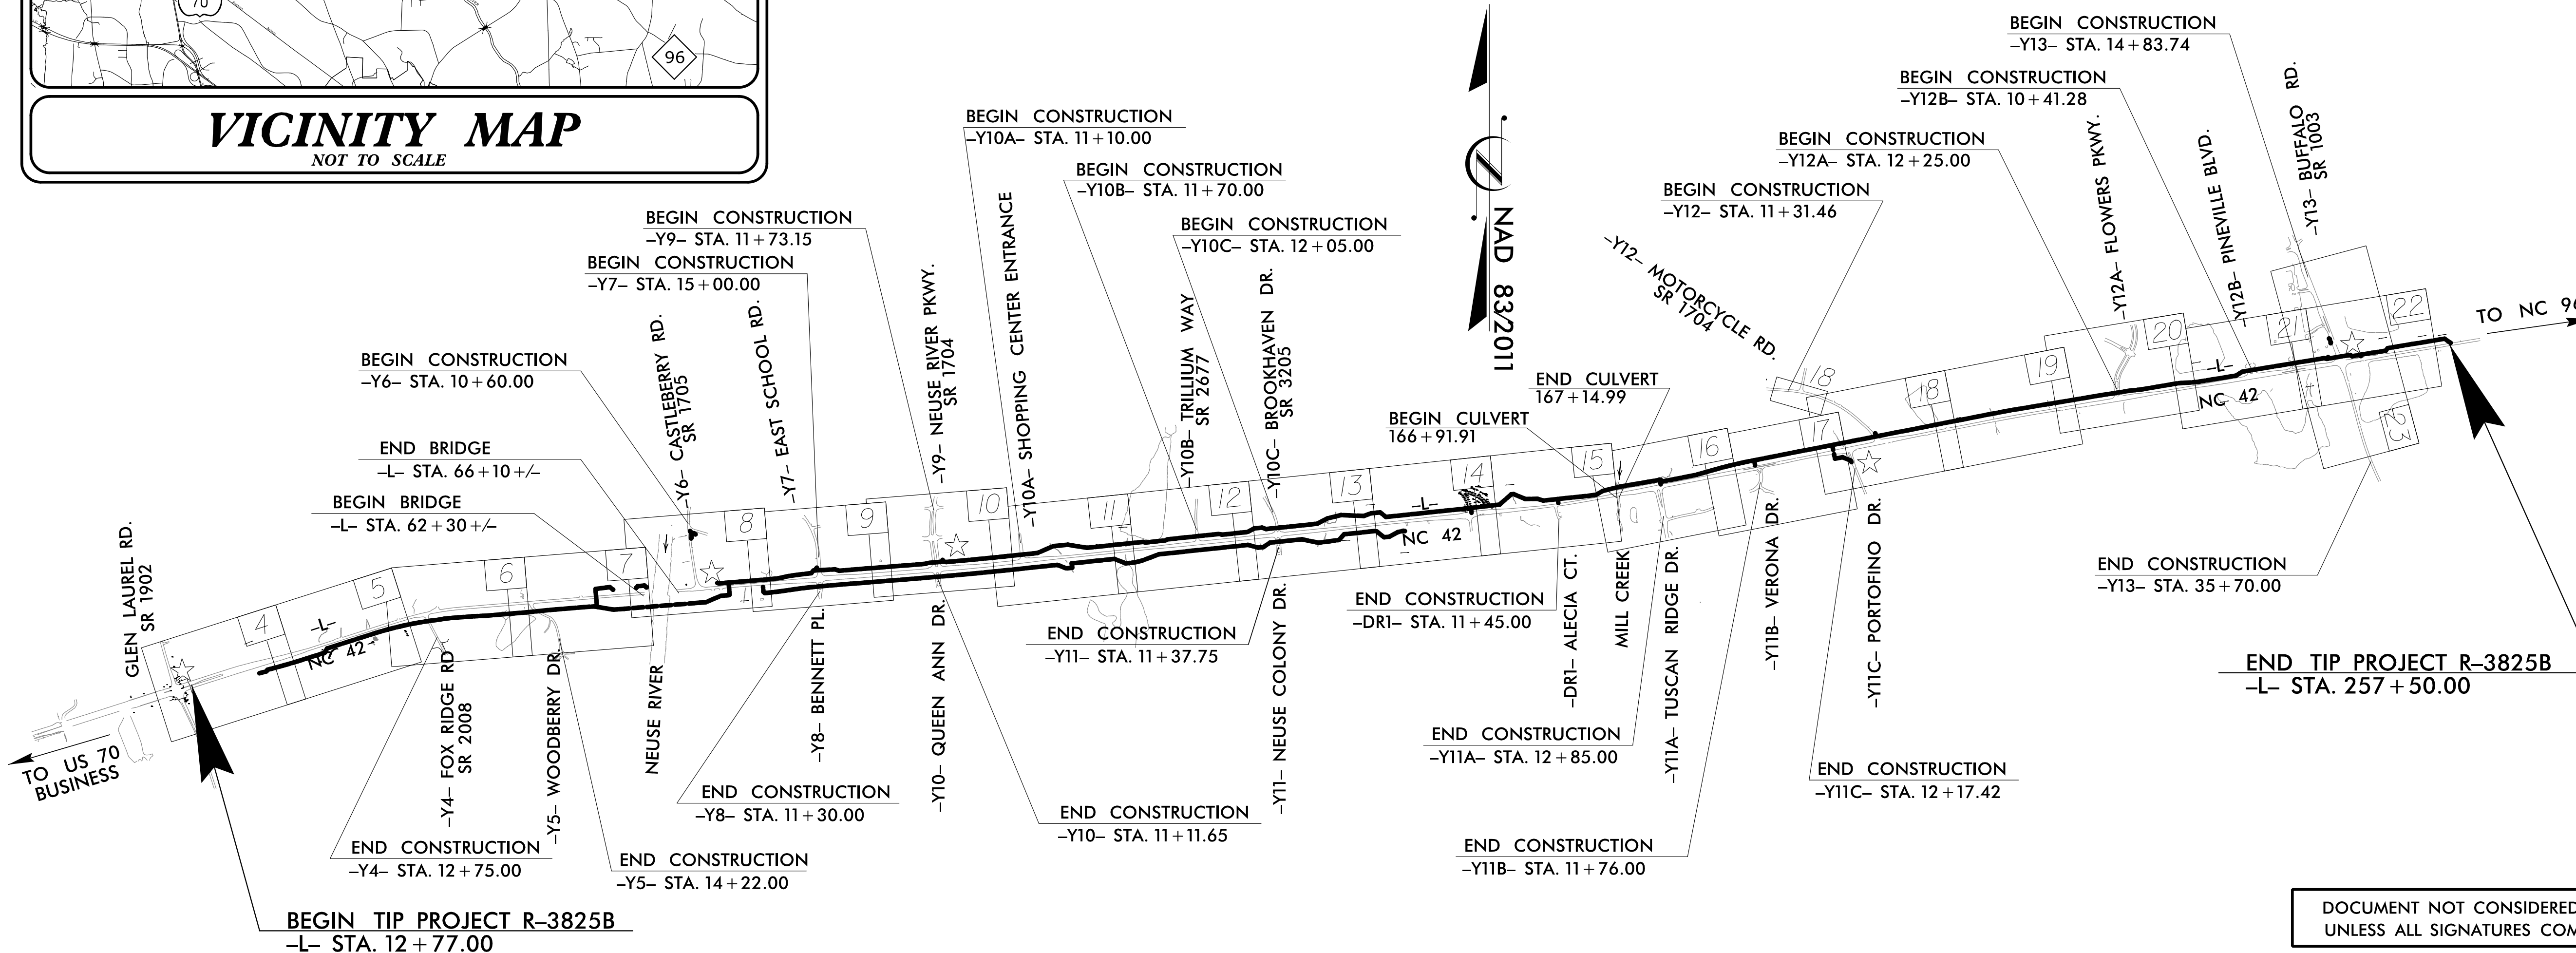 70
96
VICINITY MAP
NOT TO SCALE
BEGIN CONSTRUCTION
–Y13– STA. 14+83.74
BEGIN CONSTRUCTION
–Y12B– STA. 10+41.28
BEGIN CONSTRUCTION
–Y12A– STA. 12+25.00
BEGIN CONSTRUCTION
–Y12– STA. 11+31.46
BEGIN CONSTRUCTION
–Y10A– STA. 11+10.00
BEGIN CONSTRUCTION
–Y10B– STA. 11+70.00
BEGIN CONSTRUCTION
–Y10C– STA. 12+05.00
BEGIN CONSTRUCTION
–Y9– STA. 11+73.15
BEGIN CONSTRUCTION
–Y7– STA. 15+00.00
BEGIN CONSTRUCTION
–Y6– STA. 10+60.00
END BRIDGE
–L– STA. 66+10 +/–
BEGIN BRIDGE
–L– STA. 62+30 +/–
GLEN LAUREL RD.
SR 1902
–Y6– CASTLEBERRY RD.
SR 1705
–Y7– EAST SCHOOL RD.
–Y9– NEUSE RIVER PKWY.
SR 1704
–Y10A– SHOPPING CENTER ENTRANCE
–Y10B– TRILLIUM WAY
SR 2677
–Y10C– BROOKHAVEN DR.
SR 3205
NAD 83/2011
END CULVERT
167+14.99
BEGIN CULVERT
166+91.91
–Y12– MOTORCYCLE RD.
SR 1704
–Y12A– FLOWERS PKWY.
–Y12B– PINEVILLE BLVD.
–Y13– BUFFALO RD.
SR 1003
TO NC 96
4
5
6
7
8
9
10
11
12
13
14
15
16
17
18
18
19
20
21
22
23
–L–
NC 42
–L–
NC 42
–L–
NC 42
TO US 70
BUSINESS
–Y4– FOX RIDGE RD
SR 2008
–Y5– WOODBERRY DR.
NEUSE RIVER
–Y8– BENNETT PL.
–Y10– QUEEN ANN DR.
–Y11– NEUSE COLONY DR.
–DR1– ALECIA CT.
MILL CREEK
–Y11A– TUSCAN RIDGE DR.
–Y11B– VERONA DR.
–Y11C– PORTOFINO DR.
END CONSTRUCTION
–Y13– STA. 35+70.00
END CONSTRUCTION
–DR1– STA. 11+45.00
END CONSTRUCTION
–Y11– STA. 11+37.75
END CONSTRUCTION
–Y11A– STA. 12+85.00
END CONSTRUCTION
–Y11C– STA. 12+17.42
END CONSTRUCTION
–Y8– STA. 11+30.00
END CONSTRUCTION
–Y10– STA. 11+11.65
END CONSTRUCTION
–Y11B– STA. 11+76.00
END CONSTRUCTION
–Y4– STA. 12+75.00
END CONSTRUCTION
–Y5– STA. 14+22.00
BEGIN TIP PROJECT R–3825B
–L– STA. 12+77.00
END TIP PROJECT R–3825B
–L– STA. 257+50.00
DOCUMENT NOT CONSIDERED
UNLESS ALL SIGNATURES COM